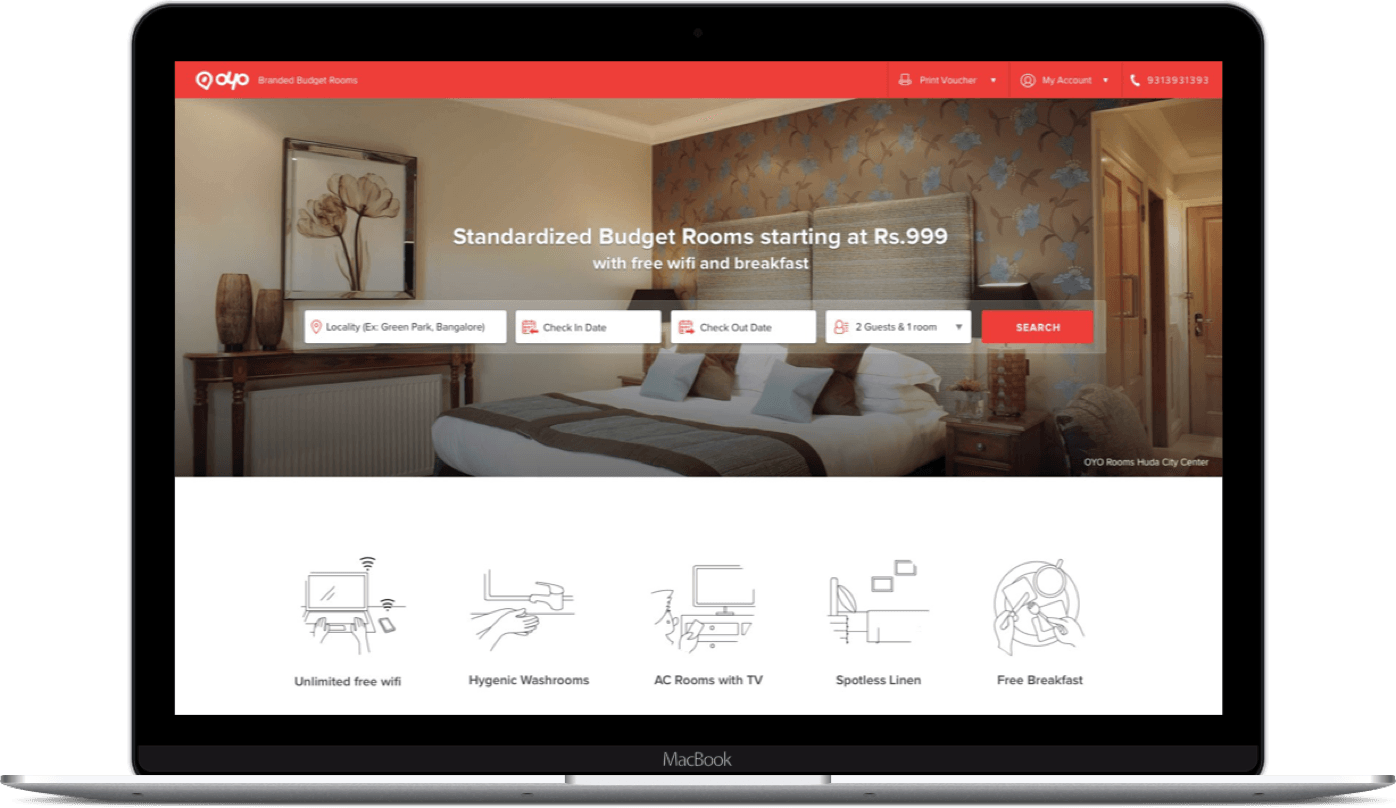 OYO Branded Budget Rooms
Print Voucher
My Account
9313931393
Standardized Budget Rooms starting at Rs.999
with free wifi and breakfast
Locality (Ex: Green Park, Bangalore)
Check In Date
Check Out Date
2 Guests & 1 room
SEARCH
OYO Rooms Huda City Center
Unlimited free wifi
Hygenic Washrooms
AC Rooms with TV
Spotless Linen
Free Breakfast
MacBook